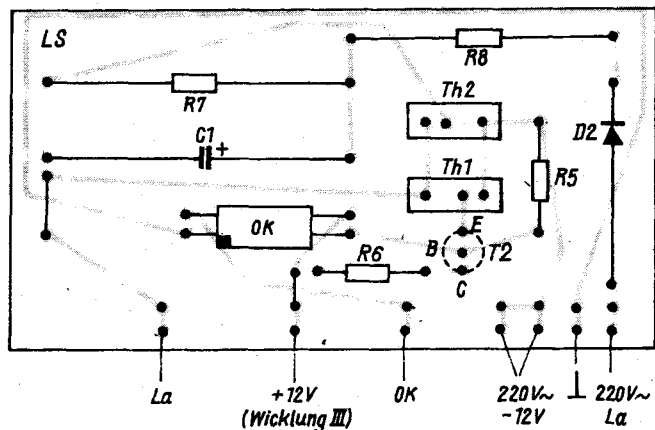 LS
R8
R7
Th2
C1 +
D2
Th1
R5
OK
E
B
T2
R6
C
La
+12V
(Wicklung III)
OK
220V~
-12V
⊥
220V~
La